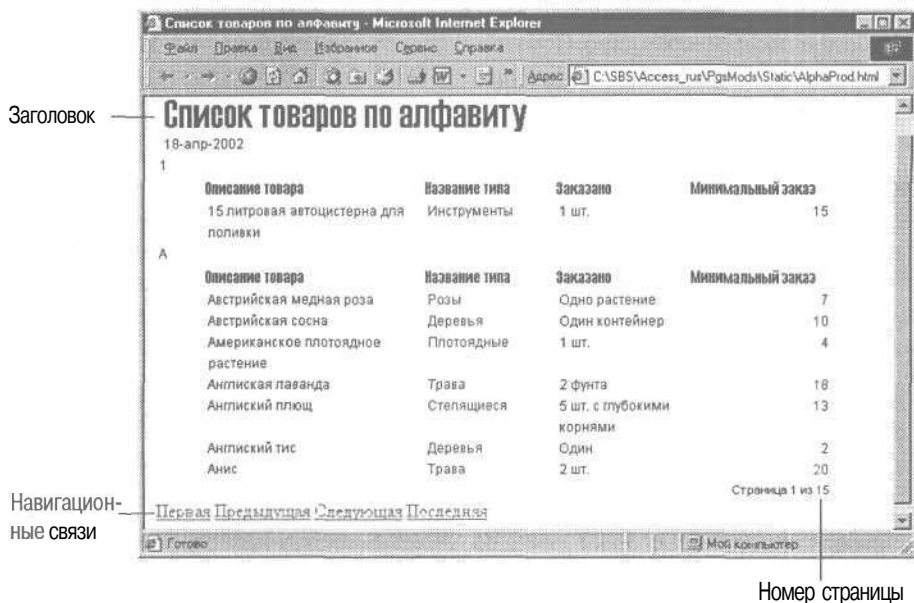 Список товаров по алфавиту - Microsoft Internet Explorer
Файл Правка Вид Избранное Сервис Справка
Адрес C:\SBS\Access_rus\PgsMods\Static\AlphaProd.html
Заголовок
Список товаров по алфавиту
18-апр-2002
1
Описание товара Название типа Заказано Минимальный заказ
15 литровая автоцистерна для Инструменты 1 шт. 15
поливки
А
Описание товара Название типа Заказано Минимальный заказ
Австрийская медная роза Розы Одно растение 7
Австрийская сосна Деревья Один контейнер 10
Американское плотоядное Плотоядные 1 шт. 4
растение
Англиская лаванда Трава 2 фунта 18
Англиский плющ Стелящиеся 5 шт. с глубокими 13
корнями
Англиский тис Деревья Один 2
Анис Трава 2 шт. 20
Страница 1 из 15
Навигацион-
ные связи
Первая Предыдущая Следующая Последняя
Готово Мой компьютер
Номер страницы